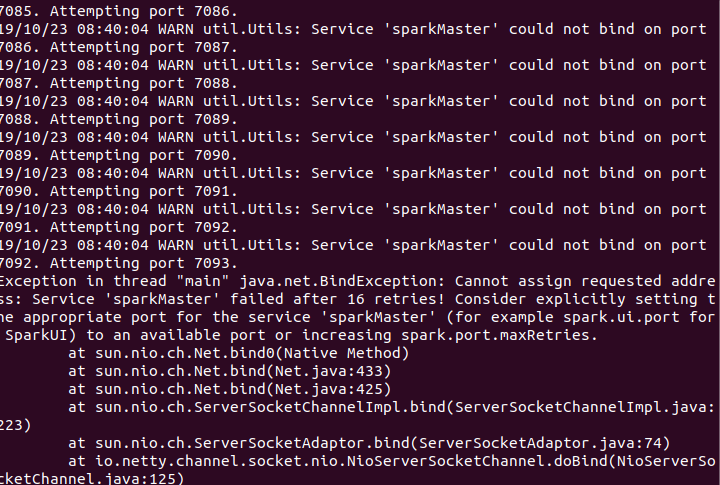 7085. Attempting port 7086.
19/10/23 08:40:04 WARN util.Utils: Service 'sparkMaster' could not bind on port
7086. Attempting port 7087.
19/10/23 08:40:04 WARN util.Utils: Service 'sparkMaster' could not bind on port
7087. Attempting port 7088.
19/10/23 08:40:04 WARN util.Utils: Service 'sparkMaster' could not bind on port
7088. Attempting port 7089.
19/10/23 08:40:04 WARN util.Utils: Service 'sparkMaster' could not bind on port
7089. Attempting port 7090.
19/10/23 08:40:04 WARN util.Utils: Service 'sparkMaster' could not bind on port
7090. Attempting port 7091.
19/10/23 08:40:04 WARN util.Utils: Service 'sparkMaster' could not bind on port
7091. Attempting port 7092.
19/10/23 08:40:04 WARN util.Utils: Service 'sparkMaster' could not bind on port
7092. Attempting port 7093.
Exception in thread "main" java.net.BindException: Cannot assign requested addre
ss: Service 'sparkMaster' failed after 16 retries! Consider explicitly setting t
he appropriate port for the service 'sparkMaster' (for example spark.ui.port for
SparkUI) to an available port or increasing spark.port.maxRetries.
at sun.nio.ch.Net.bind0(Native Method)
at sun.nio.ch.Net.bind(Net.java:433)
at sun.nio.ch.Net.bind(Net.java:425)
at sun.nio.ch.ServerSocketChannelImpl.bind(ServerSocketChannelImpl.java:
223)
at sun.nio.ch.ServerSocketAdaptor.bind(ServerSocketAdaptor.java:74)
at io.netty.channel.socket.nio.NioServerSocketChannel.doBind(NioServerSo
cketChannel.java:125)